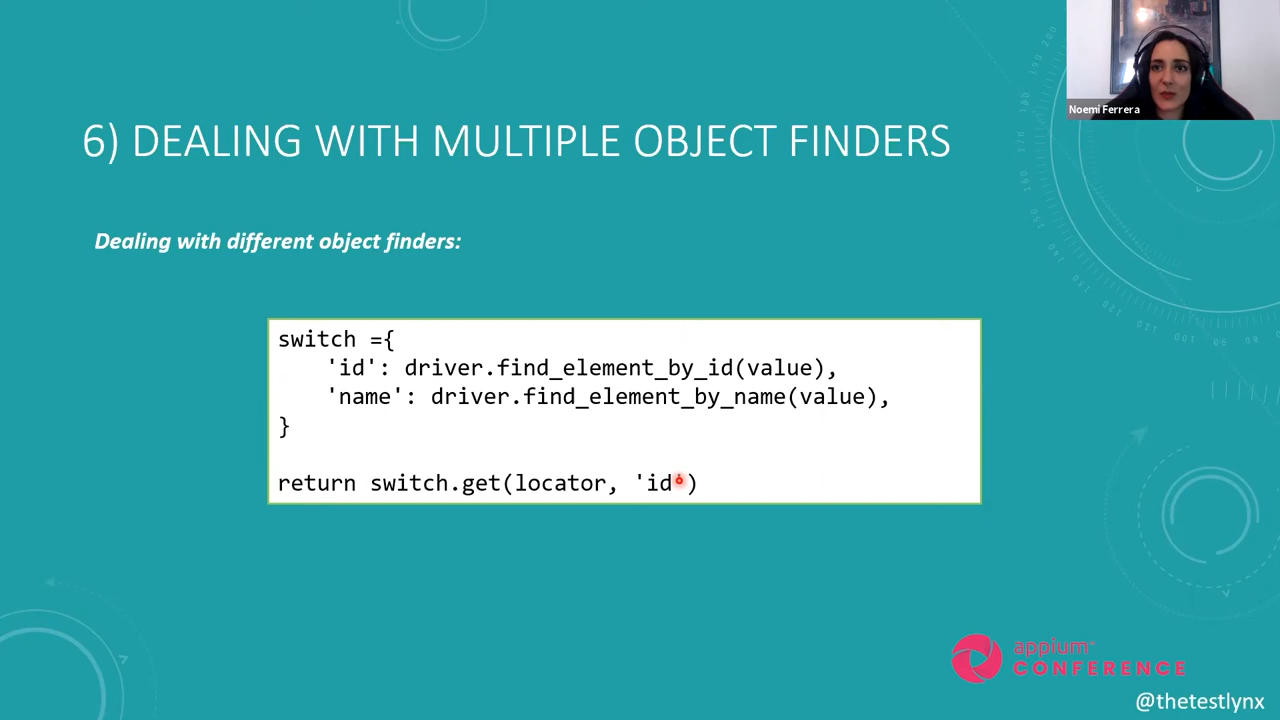 Noemi Ferrera
6) DEALING WITH MULTIPLE OBJECT FINDERS
Dealing with different object finders:
switch ={
    'id': driver.find_element_by_id(value),
    'name': driver.find_element_by_name(value),
}
return switch.get(locator, 'id')
appium™
CONFERENCE
@thetestlynx